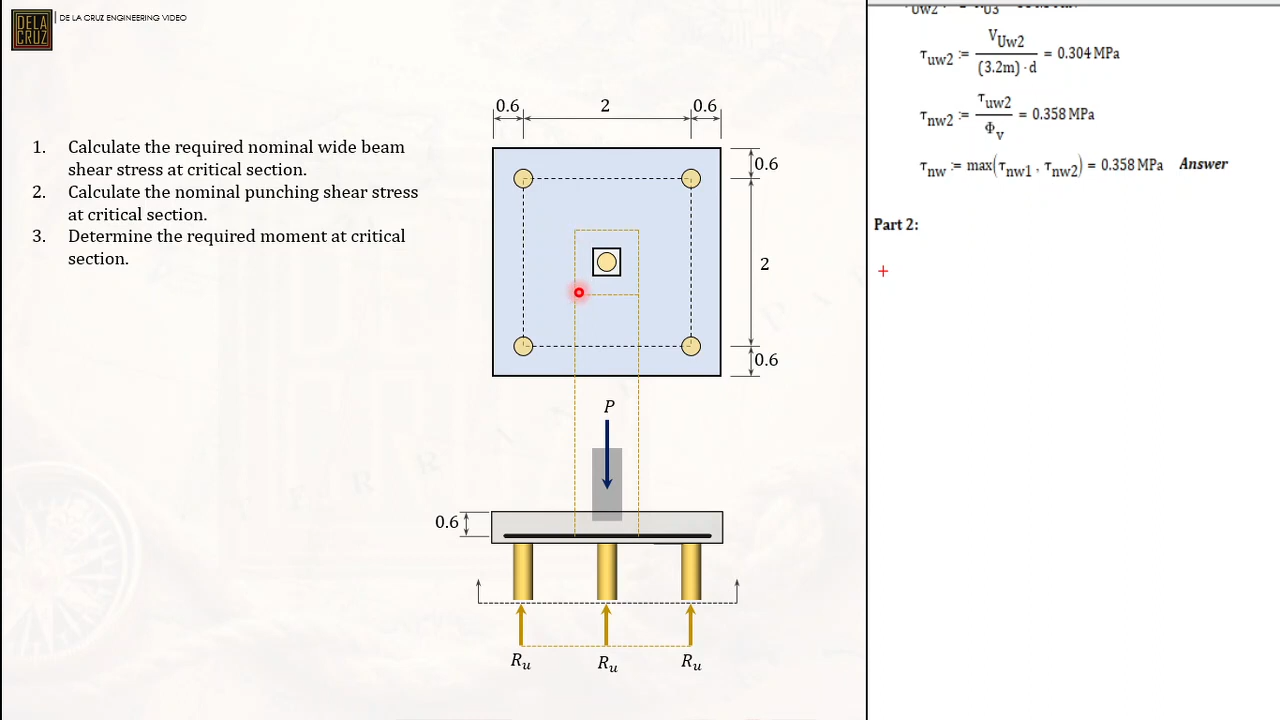 DELA
CRUZ
DE LA CRUZ ENGINEERING VIDEO
1. Calculate the required nominal wide beam
shear stress at critical section.
2. Calculate the nominal punching shear stress
at critical section.
3. Determine the required moment at critical
section.
0.6 2 0.6
0.6
2
0.6
P
0.6
Rᵤ Rᵤ Rᵤ
τuw2 := VUw2 / (3.2m)·d = 0.304 MPa
τnw2 := τuw2 / Φv = 0.358 MPa
τnw := max(τnw1 , τnw2) = 0.358 MPa Answer
Part 2: